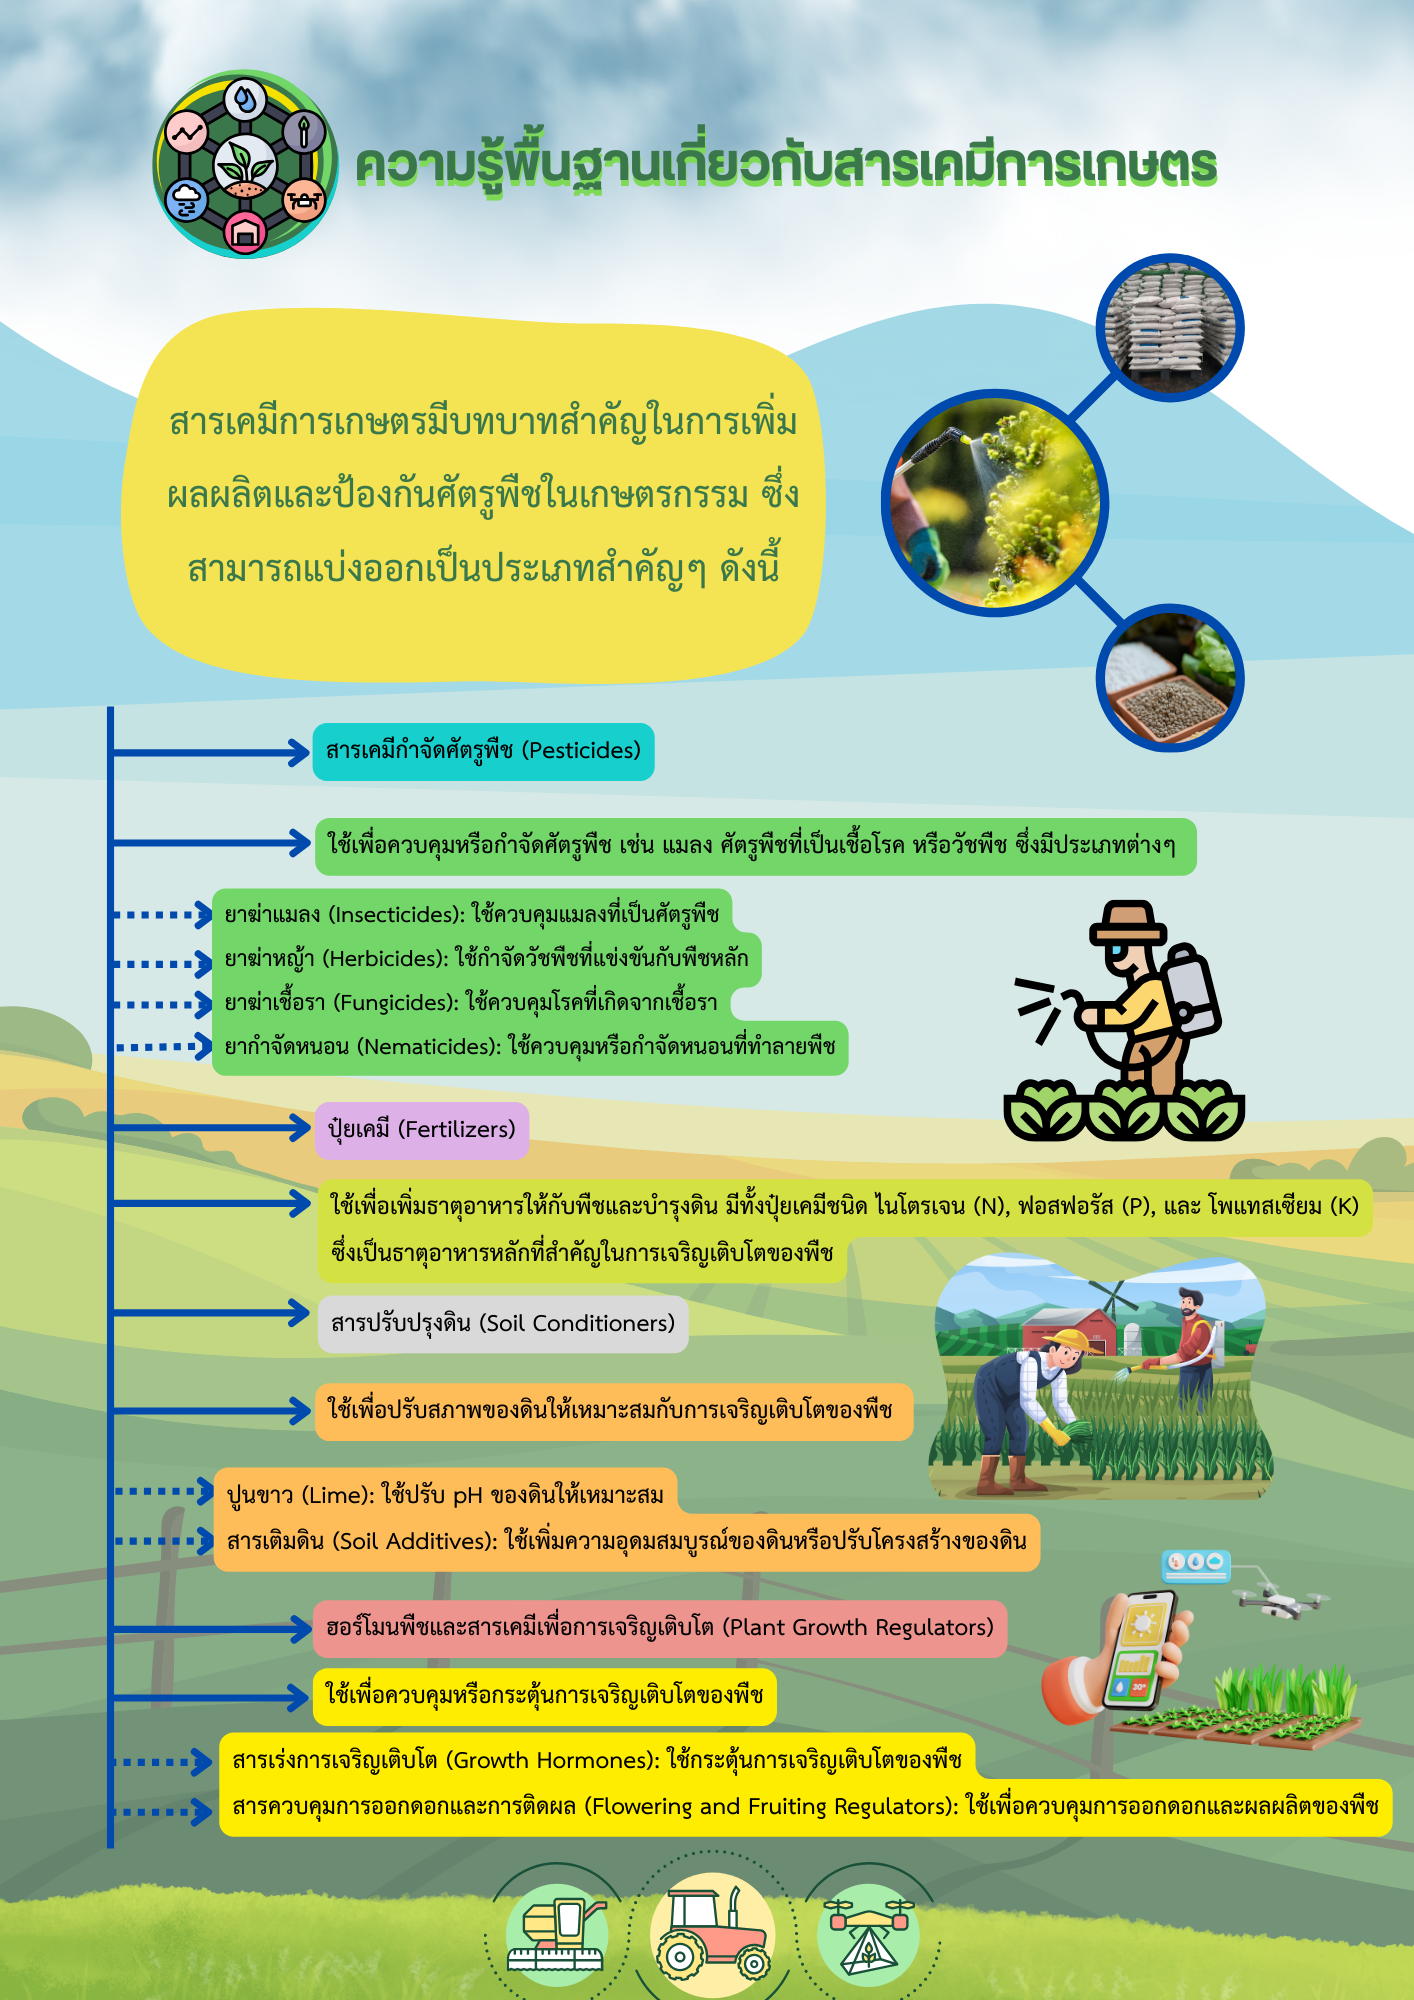 ความรู้พื้นฐานเกี่ยวกับสารเคมีการเกษตร
สารเคมีการเกษตรมีบทบาทสำคัญในการเพิ่ม
ผลผลิตและป้องกันศัตรูพืชในเกษตรกรรม ซึ่ง
สามารถแบ่งออกเป็นประเภทสำคัญๆ ดังนี้
สารเคมีกำจัดศัตรูพืช (Pesticides)
ใช้เพื่อควบคุมหรือกำจัดศัตรูพืช เช่น แมลง ศัตรูพืชที่เป็นเชื้อโรค หรือวัชพืช ซึ่งมีประเภทต่างๆ
ยาฆ่าแมลง (Insecticides): ใช้ควบคุมแมลงที่เป็นศัตรูพืช
ยาฆ่าหญ้า (Herbicides): ใช้กำจัดวัชพืชที่แข่งขันกับพืชหลัก
ยาฆ่าเชื้อรา (Fungicides): ใช้ควบคุมโรคที่เกิดจากเชื้อรา
ยากำจัดหนอน (Nematicides): ใช้ควบคุมหรือกำจัดหนอนที่ทำลายพืช
ปุ๋ยเคมี (Fertilizers)
ใช้เพื่อเพิ่มธาตุอาหารให้กับพืชและบำรุงดิน มีทั้งปุ๋ยเคมีชนิด ไนโตรเจน (N), ฟอสฟอรัส (P), และ โพแทสเซียม (K)
ซึ่งเป็นธาตุอาหารหลักที่สำคัญในการเจริญเติบโตของพืช
สารปรับปรุงดิน (Soil Conditioners)
ใช้เพื่อปรับสภาพของดินให้เหมาะสมกับการเจริญเติบโตของพืช
ปูนขาว (Lime): ใช้ปรับ pH ของดินให้เหมาะสม
สารเติมดิน (Soil Additives): ใช้เพิ่มความอุดมสมบูรณ์ของดินหรือปรับโครงสร้างของดิน
ฮอร์โมนพืชและสารเคมีเพื่อการเจริญเติบโต (Plant Growth Regulators)
ใช้เพื่อควบคุมหรือกระตุ้นการเจริญเติบโตของพืช
30°
สารเร่งการเจริญเติบโต (Growth Hormones): ใช้กระตุ้นการเจริญเติบโตของพืช
สารควบคุมการออกดอกและการติดผล (Flowering and Fruiting Regulators): ใช้เพื่อควบคุมการออกดอกและผลผลิตของพืช